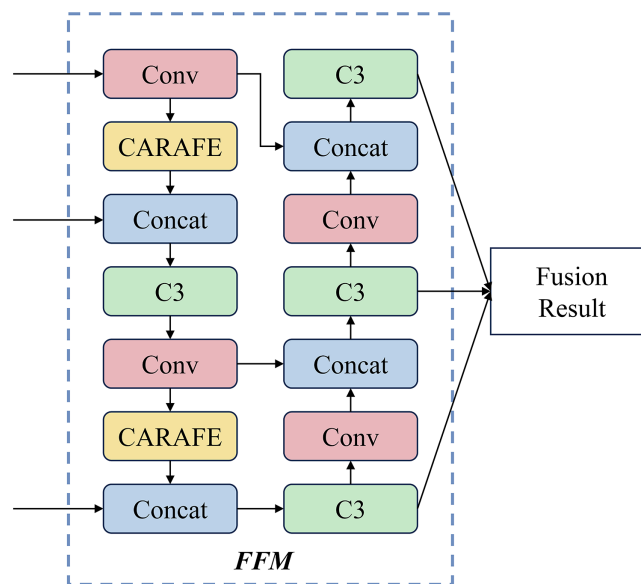 Conv
CARAFE
Concat
C3
Conv
CARAFE
Concat
C3
Concat
Conv
C3
Concat
Conv
C3
Fusion
Result
FFM